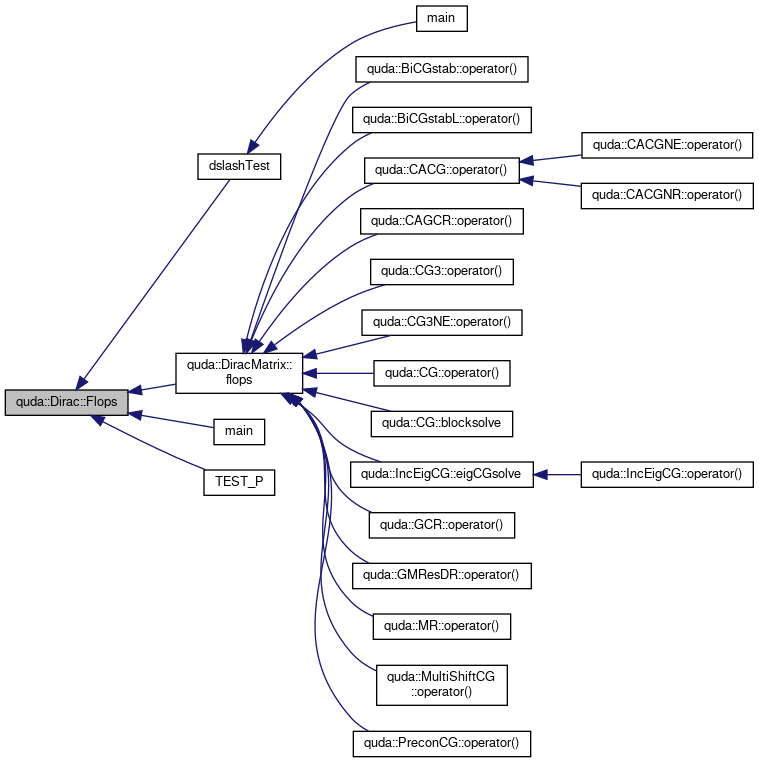 main
quda::BiCGstab::operator()
quda::BiCGstabL::operator()
quda::CACGNE::operator()
dslashTest
quda::CACG::operator()
quda::CACGNR::operator()
quda::CAGCR::operator()
quda::CG3::operator()
quda::CG3NE::operator()
quda::DiracMatrix::
flops
quda::CG::operator()
quda::Dirac::Flops
quda::CG::blocksolve
main
quda::IncEigCG::eigCGsolve
quda::IncEigCG::operator()
TEST_P
quda::GCR::operator()
quda::GMResDR::operator()
quda::MR::operator()
quda::MultiShiftCG
::operator()
quda::PreconCG::operator()